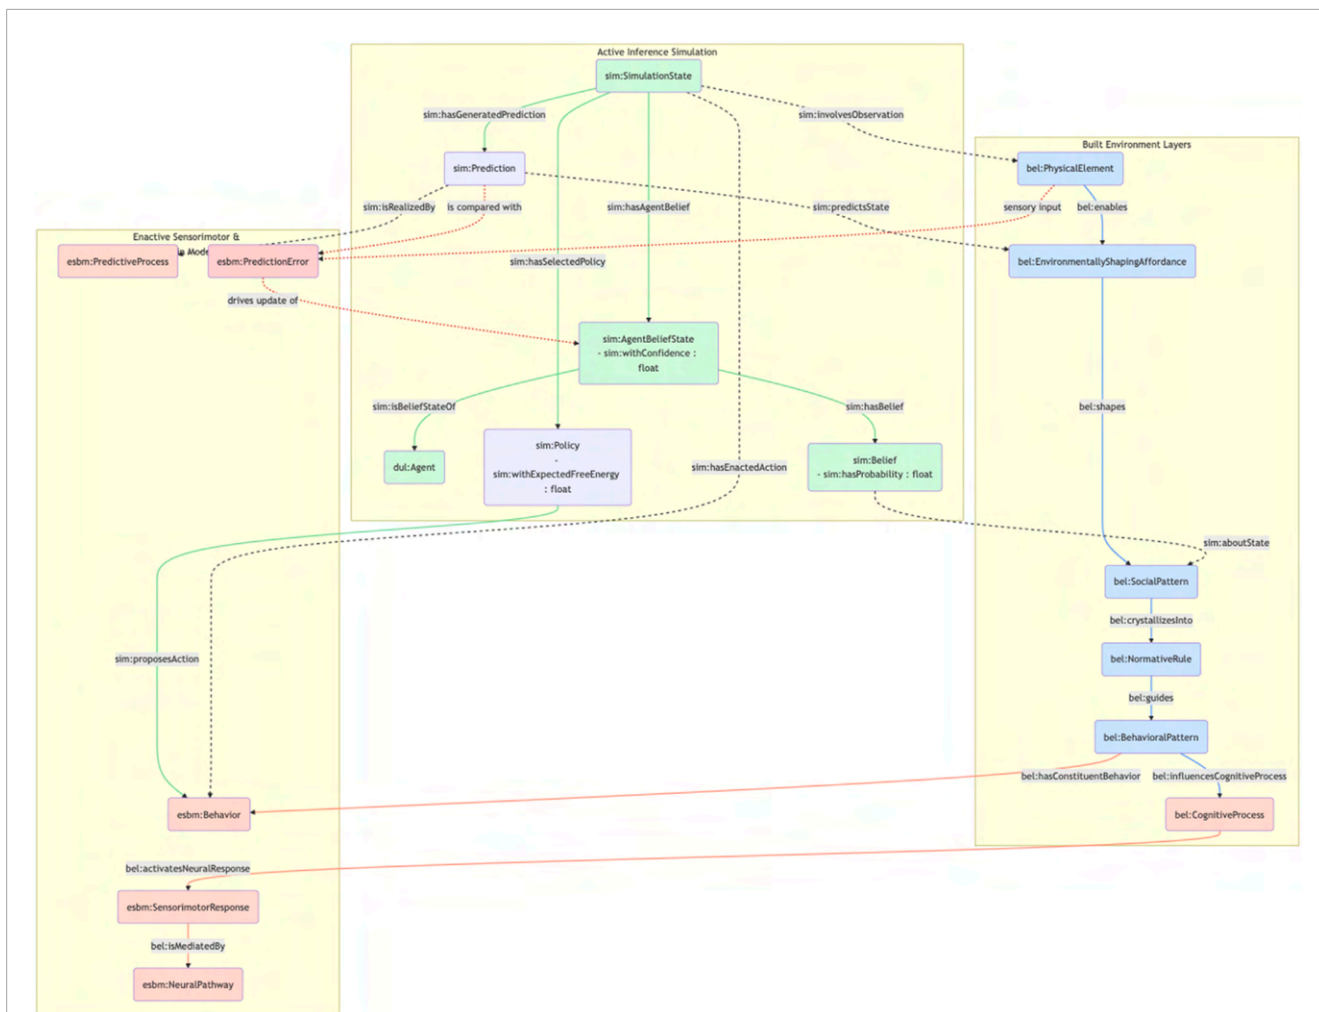 Active Inference Simulation
sim:SimulationState
sim:hasGeneratedPrediction
sim:involvesObservation
Built Environment Layers
sim:Prediction
bel:PhysicalElement
sim:isRealizedBy
is compared with
sim:hasAgentBelief
sim:predictsState
sensory input
bel:enables
Enactive Sensorimotor &
Mode
esbm:PredictiveProcess
esbm:PredictionError
sim:hasSelectedPolicy
bel:EnvironmentallyShapingAffordance
drives update of
sim:AgentBeliefState
- sim:withConfidence :
float
sim:isBeliefStateOf
sim:hasBelief
bel:shapes
dul:Agent
sim:Policy
-
sim:withExpectedFreeEnergy
: float
sim:hasEnactedAction
sim:Belief
- sim:hasProbability : float
sim:aboutState
bel:SocialPattern
bel:crystallizesInto
sim:proposesAction
bel:NormativeRule
bel:guides
bel:BehavioralPattern
bel:hasConstituentBehavior
bel:influencesCognitiveProcess
esbm:Behavior
bel:CognitiveProcess
bel:activatesNeuralResponse
esbm:SensorimotorResponse
bel:isMediatedBy
esbm:NeuralPathway